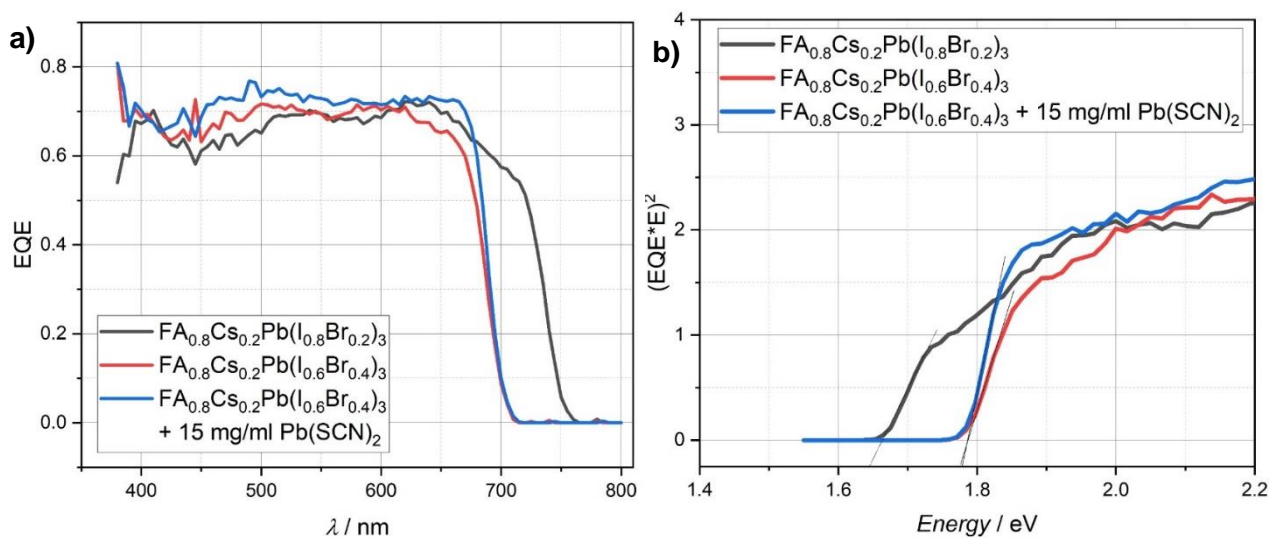 a)
EQE
0.8
0.6
0.4
0.2
0.0
FA0.8Cs0.2Pb(I0.8Br0.2)3
FA0.8Cs0.2Pb(I0.6Br0.4)3
FA0.8Cs0.2Pb(I0.6Br0.4)3
+ 15 mg/ml Pb(SCN)2
400 500 600 700 800
λ / nm
b)
(EQE*E)2
4
3
2
1
0
FA0.8Cs0.2Pb(I0.8Br0.2)3
FA0.8Cs0.2Pb(I0.6Br0.4)3
FA0.8Cs0.2Pb(I0.6Br0.4)3 + 15 mg/ml Pb(SCN)2
1.4 1.6 1.8 2.0 2.2
Energy / eV